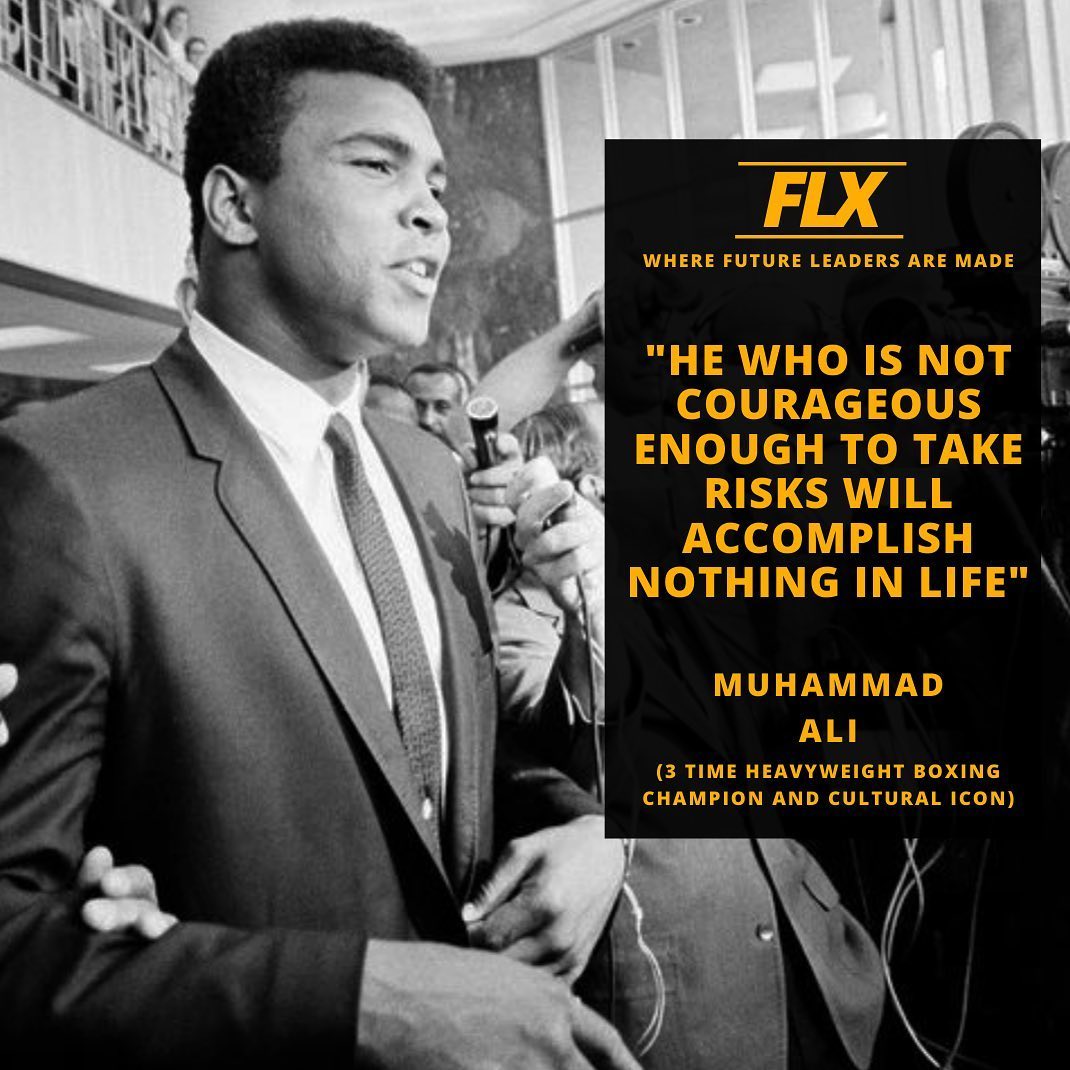 FLX
WHERE FUTURE LEADERS ARE MADE
"HE WHO IS NOT
COURAGEOUS
ENOUGH TO TAKE
RISKS WILL
ACCOMPLISH
NOTHING IN LIFE"
MUHAMMAD
ALI
(3 TIME HEAVYWEIGHT BOXING
CHAMPION AND CULTURAL ICON)